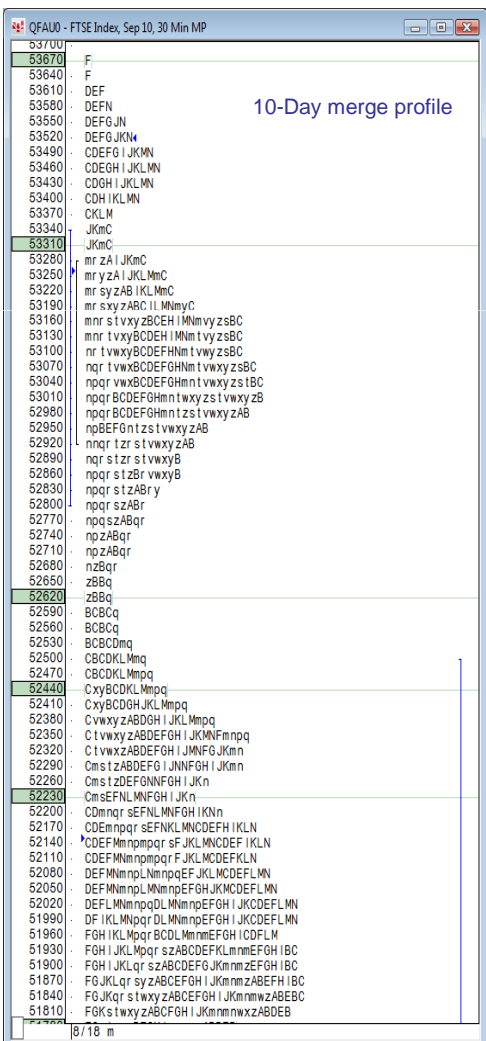 QFAU0 - FTSE Index, Sep 10, 30 Min MP
10-Day merge profile
53700
53670 F
53640 F
53610 DEF
53580 DEFN
53550 DEFGJN
53520 DEFGJKN
53490 CDEFGIJKMN
53460 CDEGHIJKLMN
53430 CDGHIJKLMN
53400 CDHIKLMN
53370 CKLM
53340 JKmC
53310 JKmC
53280 mrzAIJKmC
53250 mryzAIJKLMmC
53220 mrsyzABIKLMmC
53190 mrsxyzABCILMNmyC
53160 mnrstvxyzBCEHIMNmvyzsBC
53130 mnrtvxyzBCDEHIMNmtvyzsBC
53100 nrtvwxyBCDEFHNmtvwyzsBC
53070 nqrtvwxBCDEFGHNmtvwxyzsBC
53040 npqrvwxBCDEFGHmntvwxyzstBC
53010 npqrBCDEFGHmntwxyzstvwxyzB
52980 npqrBCDEFGHmntzstvwxyzAB
52950 npBEFGntzstvwxyzAB
52920 nnqrtzrstvwxyzAB
52890 nqrstzrstvwxyB
52860 npqrstzBrvwxyB
52830 npqrstzABry
52800 npqrszABr
52770 npqszABqr
52740 npzABqr
52710 npzABqr
52680 nzBqr
52650 zBBq
52620 zBBq
52590 BCBCq
52560 BCBCq
52530 BCBCDmq
52500 CBCDKLMmq
52470 CBCDKLMmpq
52440 CxyBCDKLMmpq
52410 CxyBCDGHJKLMmpq
52380 CvwxyzABDGHIJKLMmpq
52350 CtvwxyzABDEFGHIJKMNFmnpq
52320 CtvwxzABDEFGHIJMNFGJKmn
52290 CmstzABDEFGIJNNFGHIJKmn
52260 CmstzDEFGNNFGHIJKn
52230 CmsEFNLMNFGHIJKn
52200 CDmnqrsEFNLMNFGHIKNn
52170 CDEmnpqrsEFNKLMNCDEFHIKLN
52140 CDEFMmnpmpqrsFJKLMNCDEFIKLN
52110 CDEFMNmnpmpqrFJKLMCDEFKLN
52080 DEFMNmnpLNmnpqEFJKLMCDEFLMN
52050 DEFMNmnpLMNmnpEFGHJKMCDEFLMN
52020 DEFLMNmnpqDLMNmnpEFGHIJKCDEFLMN
51990 DFIKLMNpqrDLMNmnpEFGHIJKCDEFLMN
51960 FGHIKLMpqrBCDLMmnmEFGHICDFLM
51930 FGHIJKLMpqrszABCDEFKLmnmEFGHIBC
51900 FGHIJKLqrszABCDEFGJKmnmzEFGHIBC
51870 FGJKLqrsyzABCEFGHIJKmnmzABEFHIBC
51840 FGJKqrstwxyzABCEFGHIJKmnmwzABEBC
51810 FGKstwxyzABCFGHIJKmnmnwxzABDEB
8/18 m